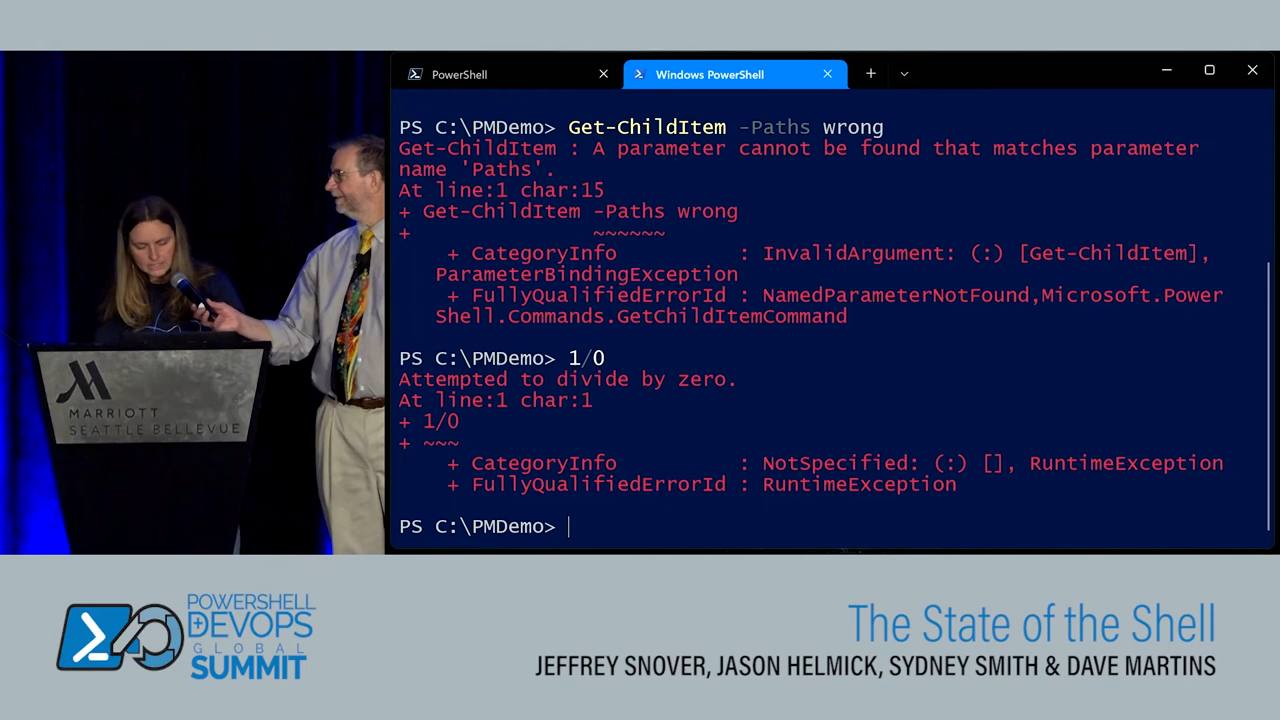 PowerShell
Windows PowerShell
PS C:\PMDemo> Get-ChildItem -Paths wrong
Get-ChildItem : A parameter cannot be found that matches parameter
name 'Paths'.
At line:1 char:15
+ Get-ChildItem -Paths wrong
+               ~~~~~~
    + CategoryInfo          : InvalidArgument: (:) [Get-ChildItem],
   ParameterBindingException
    + FullyQualifiedErrorId : NamedParameterNotFound,Microsoft.Power
   Shell.Commands.GetChildItemCommand
PS C:\PMDemo> 1/0
Attempted to divide by zero.
At line:1 char:1
+ 1/0
+ ~~~
    + CategoryInfo          : NotSpecified: (:) [], RuntimeException
    + FullyQualifiedErrorId : RuntimeException
PS C:\PMDemo>
MARRIOTT
SEATTLE BELLEVUE
POWERSHELL
+DEVOPS
GLOBAL
SUMMIT
The State of the Shell
JEFFREY SNOVER, JASON HELMICK, SYDNEY SMITH & DAVE MARTINS